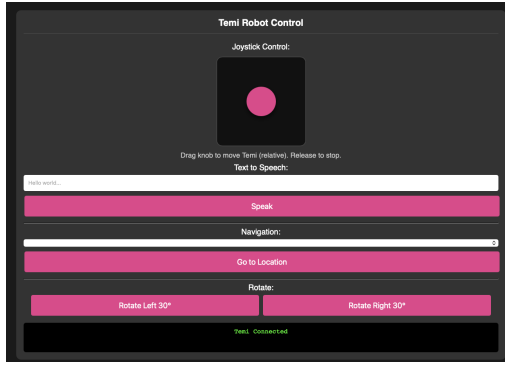 Temi Robot Control
Joystick Control:
Drag knob to move Temi (relative). Release to stop.
Text to Speech:
Hello world...
Speak
Navigation:
Go to Location
Rotate:
Rotate Left 30°
Rotate Right 30°
Temi Connected